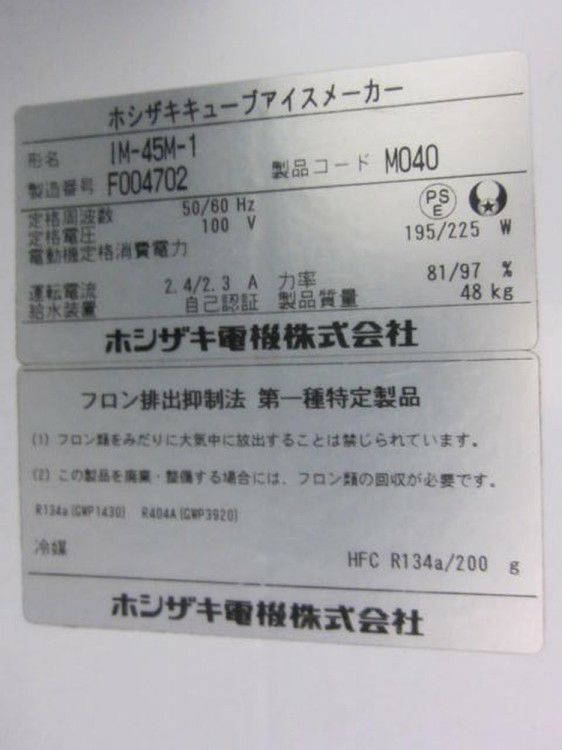 ホシザキキューブアイスメーカー
形名 IM-45M-1
製造番号 F004702 製品コード M040
PS E
定格周波数 50/60 Hz
定格電圧 100 V
電動機定格消費電力 195/225 W
運転電流 2.4/2.3 A 力率 81/97 %
給水装置 自己認証 製品質量 48 kg
ホシザキ電機株式会社
フロン排出抑制法 第一種特定製品
(1) フロン類をみだりに大気中に放出することは禁じられています。
(2) この製品を廃棄・整備する場合には、フロン類の回収が必要です。
R134a(GWP1430) R404A(GWP3920)
冷媒 HFC R134a/200 g
ホシザキ電機株式会社